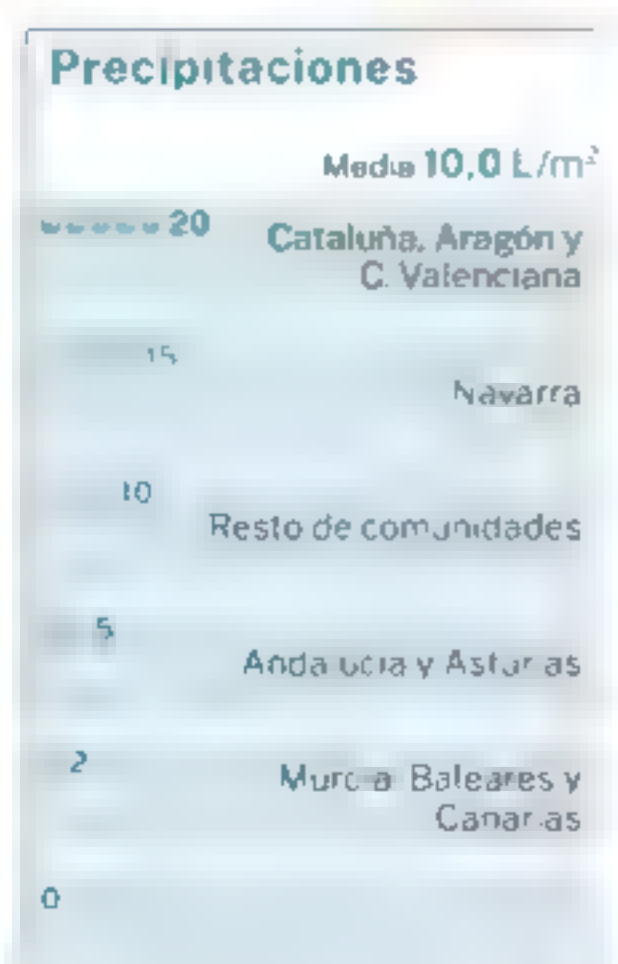 Precipitaciones
Media 10,0 L/m²
20
Cataluña, Aragón y
C. Valenciana
15
Navarra
10
Resto de comunidades
5
Andalucía y Asturias
2
Murcia, Baleares y
Canarias
0